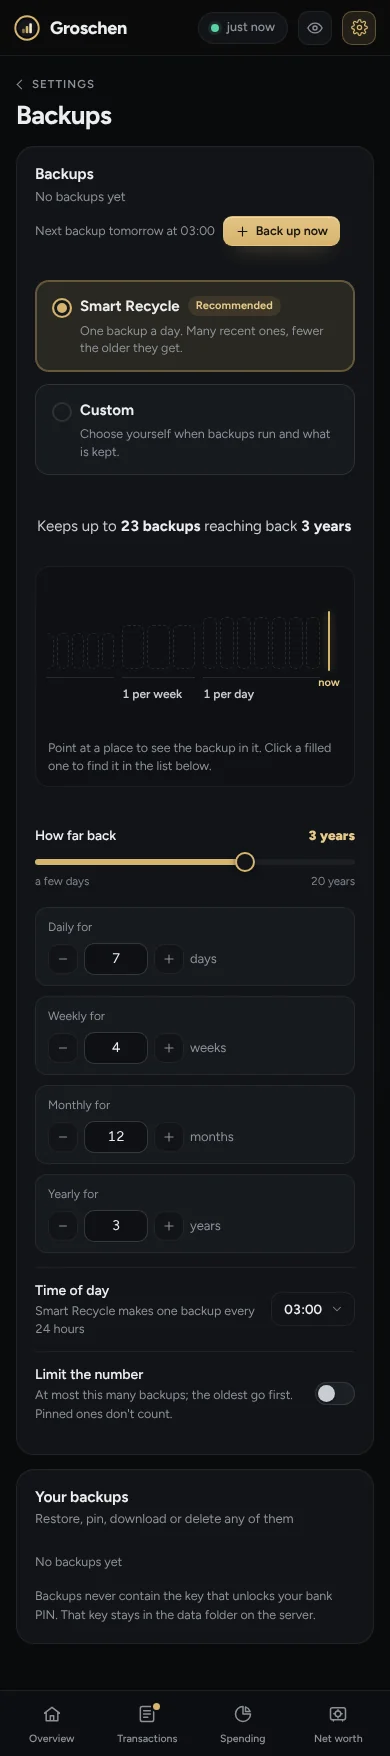 Groschen
just now
SETTINGS
Backups
Backups
No backups yet
Next backup tomorrow at 03:00
Back up now
Smart Recycle Recommended
One backup a day. Many recent ones, fewer
the older they get.
Custom
Choose yourself when backups run and what
is kept.
Keeps up to 23 backups reaching back 3 years
now
1 per week 1 per day
Point at a place to see the backup in it. Click a filled
one to find it in the list below.
How far back 3 years
a few days 20 years
Daily for
− 7 + days
Weekly for
− 4 + weeks
Monthly for
− 12 + months
Yearly for
− 3 + years
Time of day
Smart Recycle makes one backup every
24 hours
03:00
Limit the number
At most this many backups; the oldest go first.
Pinned ones don't count.
Your backups
Restore, pin, download or delete any of them
No backups yet
Backups never contain the key that unlocks your bank
PIN. That key stays in the data folder on the server.
Overview Transactions Spending Net worth